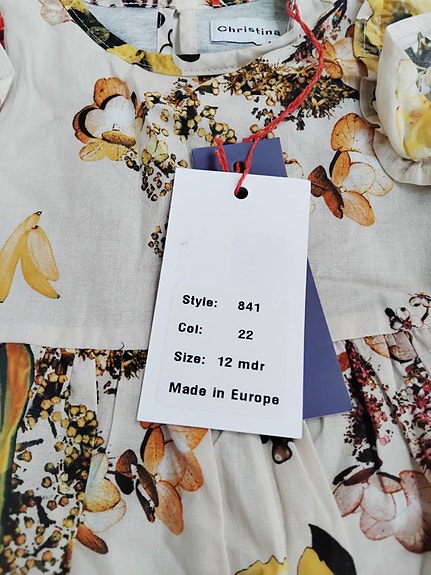 Christina
Style: 841
Col: 22
Size: 12 mdr
Made in Europe